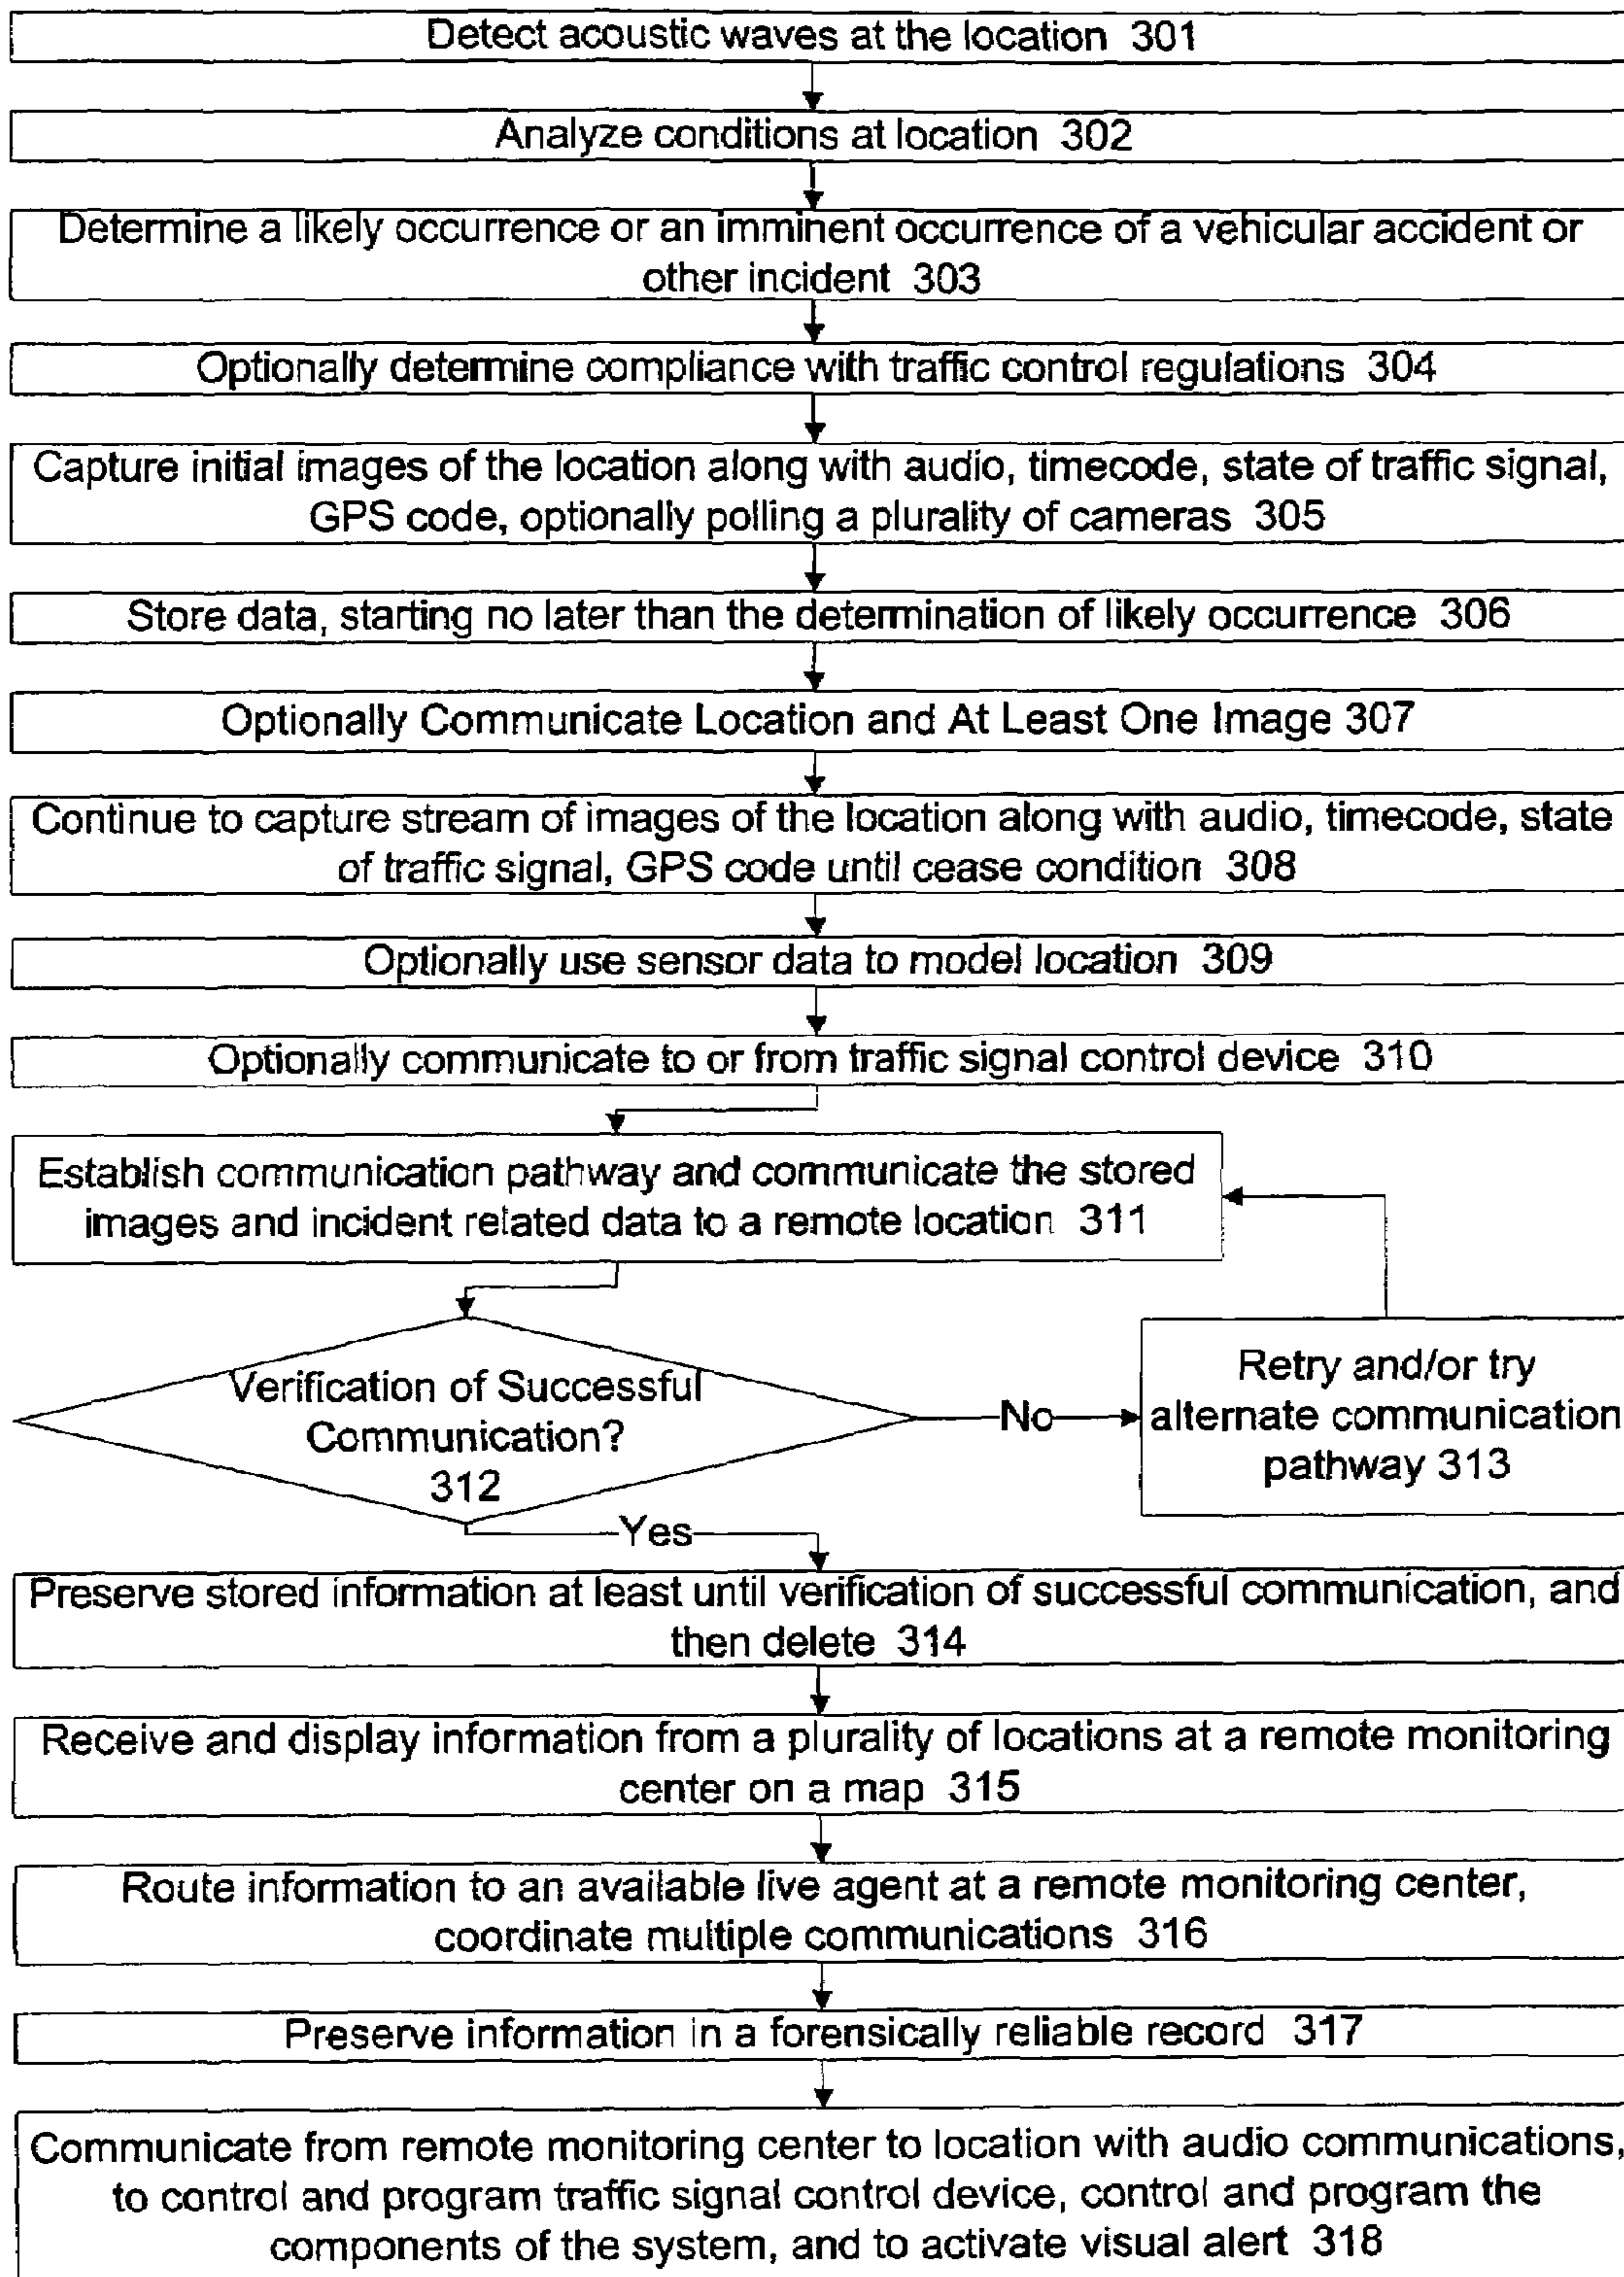 Detect acoustic waves at the location 301
Analyze conditions at location 302
Determine a likely occurrence or an imminent occurrence of a vehicular accident or
other incident 303
Optionally determine compliance with traffic control regulations 304
Capture initial images of the location along with audio, timecode, state of traffic signal,
GPS code, optionally polling a plurality of cameras 305
Store data, starting no later than the determination of likely occurrence 306
Optionally Communicate Location and At Least One Image 307
Continue to capture stream of images of the location along with audio, timecode, state
of traffic signal, GPS code until cease condition 308
Optionally use sensor data to model location 309
Optionally communicate to or from traffic signal control device 310
Establish communication pathway and communicate the stored
images and incident related data to a remote location 311
Verification of Successful
Communication?
312
No
Retry and/or try
alternate communication
pathway 313
Yes
Preserve stored information at least until verification of successful communication, and
then delete 314
Receive and display information from a plurality of locations at a remote monitoring
center on a map 315
Route information to an available live agent at a remote monitoring center,
coordinate multiple communications 316
Preserve information in a forensically reliable record 317
Communicate from remote monitoring center to location with audio communications,
to control and program traffic signal control device, control and program the
components of the system, and to activate visual alert 318